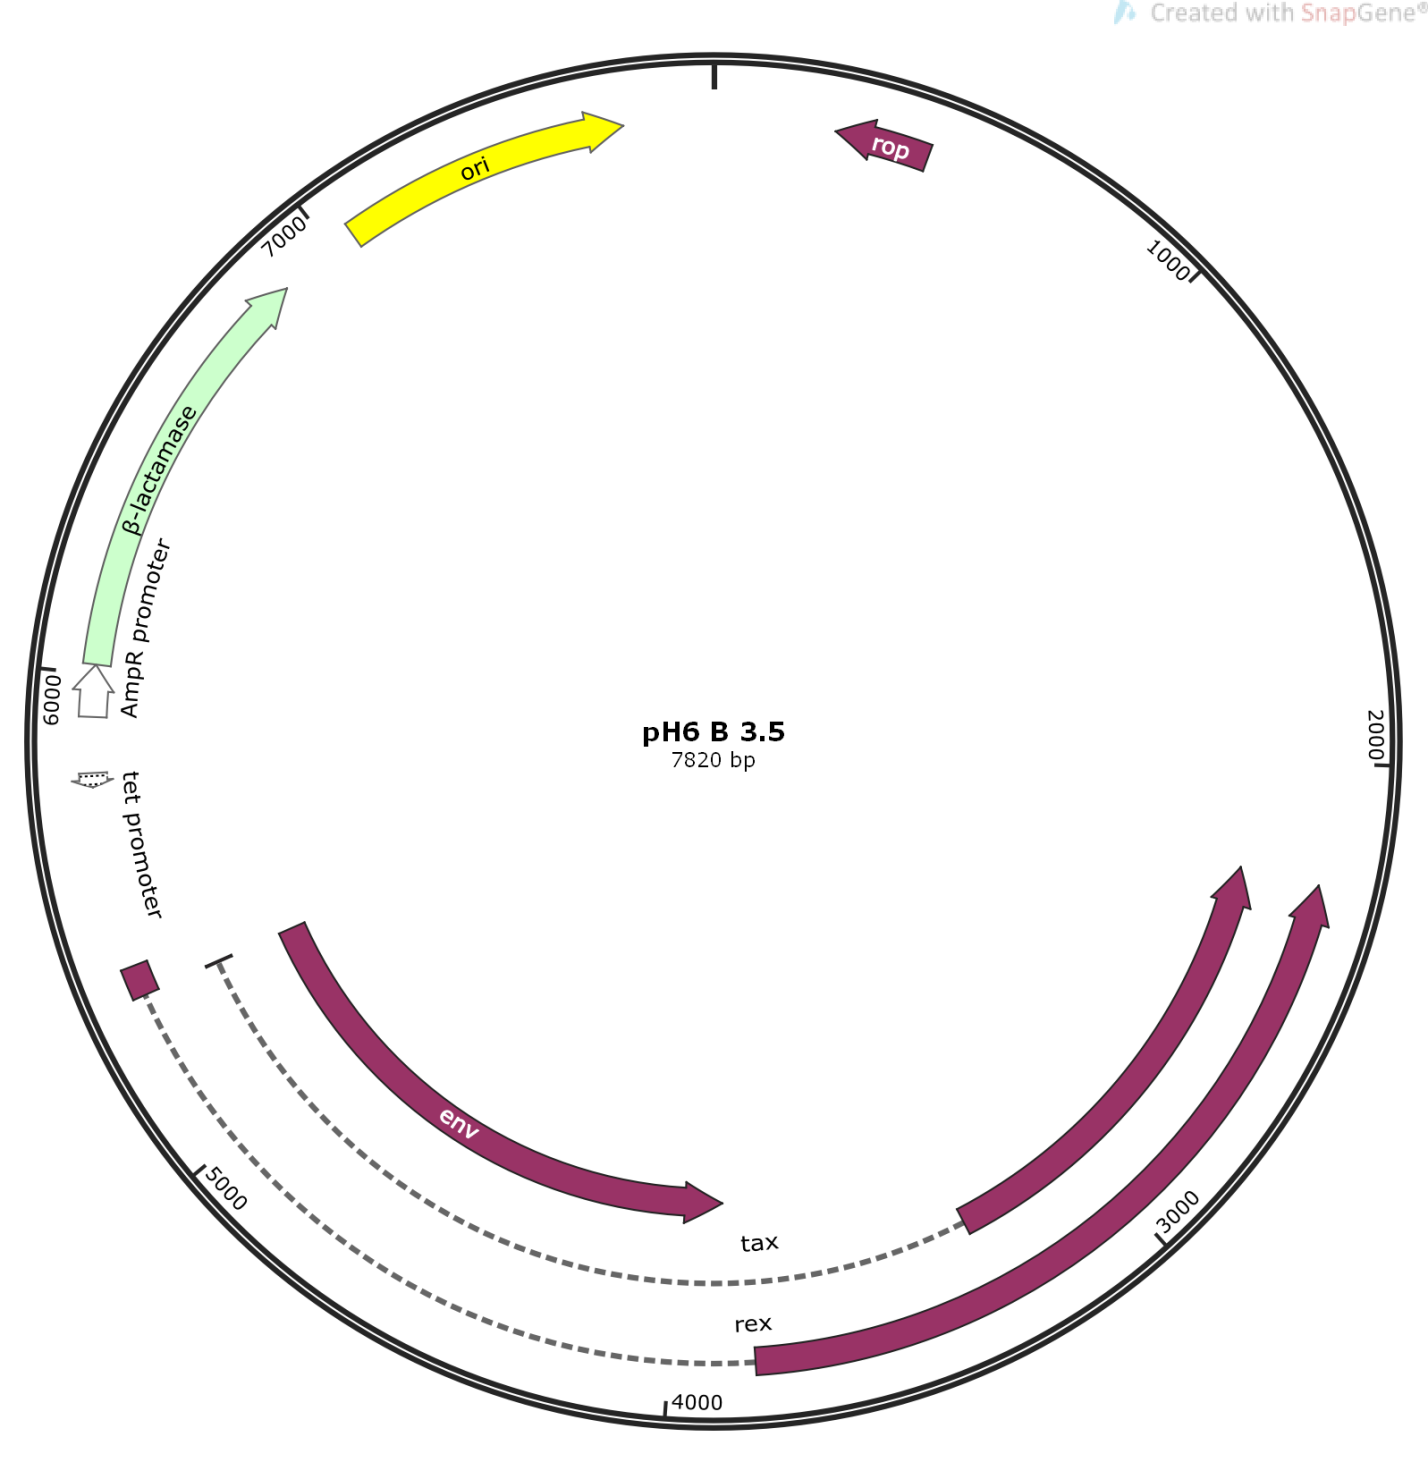 Created with SnapGene®
ori
rop
7000
1000
β-lactamase
AmpR promoter
6000
2000
pH6 B 3.5
7820 bp
tet promoter
env
5000
3000
tax
rex
4000